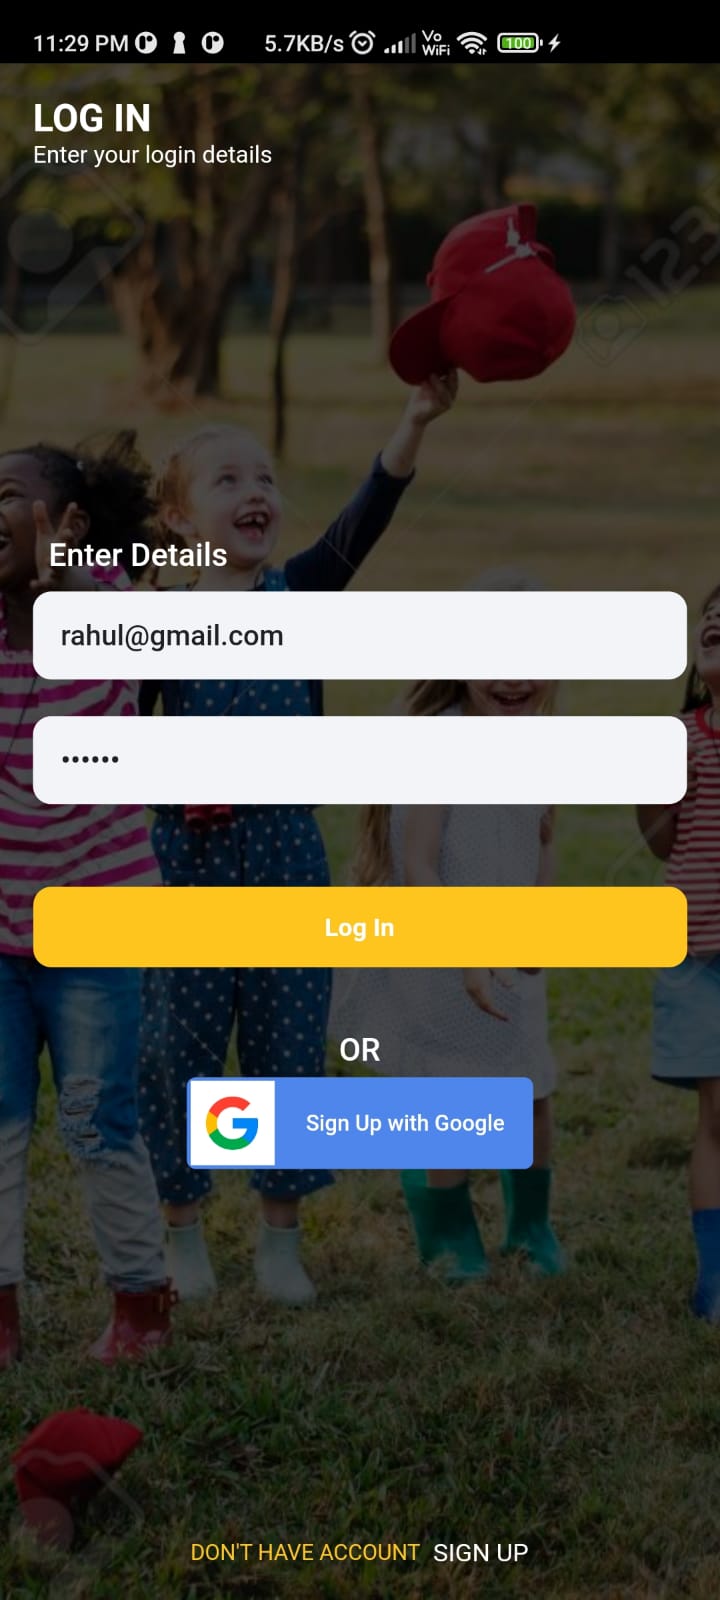 11:29 PM 5.7KB/s Vo WiFi 100
LOG IN
Enter your login details
123
Enter Details
rahul@gmail.com
••••••
Log In
OR
Sign Up with Google
DON'T HAVE ACCOUNT SIGN UP